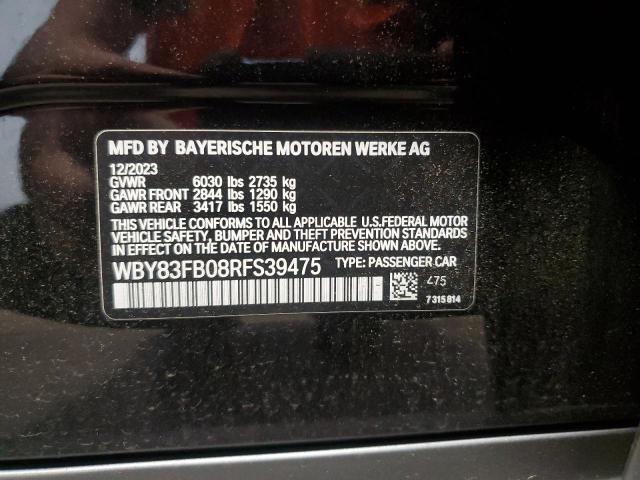 MFD BY BAYERISCHE MOTOREN WERKE AG
12/2023
GVWR 6030 lbs 2735 kg
GAWR FRONT 2844 lbs 1290 kg
GAWR REAR 3417 lbs 1550 kg
THIS VEHICLE CONFORMS TO ALL APPLICABLE U.S.FEDERAL MOTOR
VEHICLE SAFETY, BUMPER AND THEFT PREVENTION STANDARDS
IN EFFECT ON THE DATE OF MANUFACTURE SHOWN ABOVE.
WBY83FB08RFS39475 TYPE: PASSENGER CAR
475
7315814